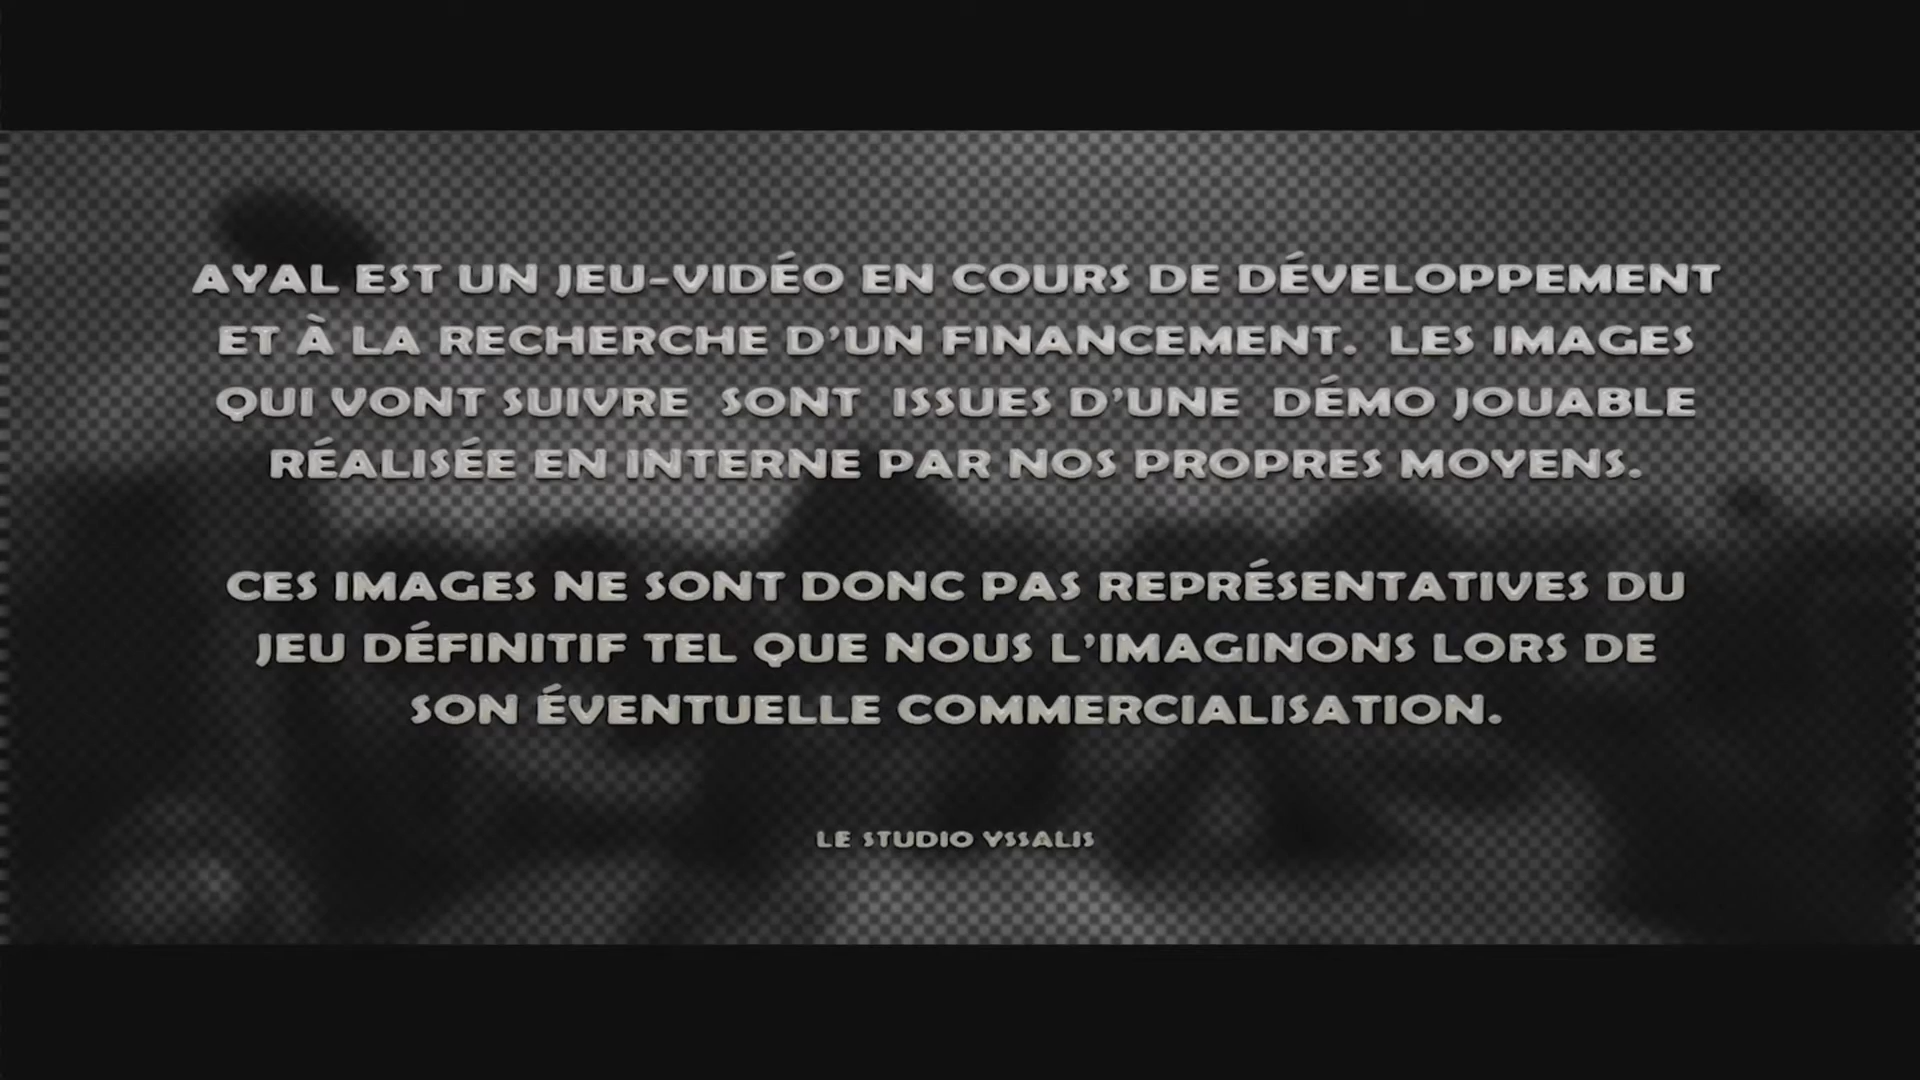 AYAL EST UN JEU-VIDÉO EN COURS DE DÉVELOPPEMENT
ET À LA RECHERCHE D’UN FINANCEMENT. LES IMAGES
QUI VONT SUIVRE SONT ISSUES D’UNE DÉMO JOUABLE
RÉALISÉE EN INTERNE PAR NOS PROPRES MOYENS.
CES IMAGES NE SONT DONC PAS REPRÉSENTATIVES DU
JEU DÉFINITIF TEL QUE NOUS L’IMAGINONS LORS DE
SON ÉVENTUELLE COMMERCIALISATION.
LE STUDIO YSSALIS